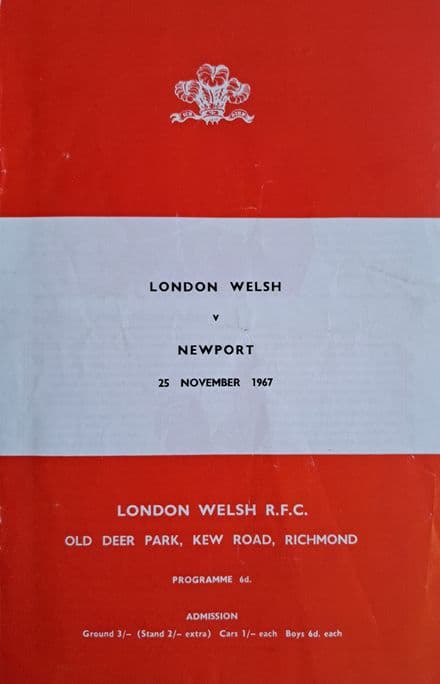 LONDON WELSH
v
NEWPORT
25 NOVEMBER 1967
LONDON WELSH R.F.C.
OLD DEER PARK, KEW ROAD, RICHMOND
PROGRAMME 6d.
ADMISSION
Ground 3/- (Stand 2/- extra) Cars 1/- each Boys 6d. each